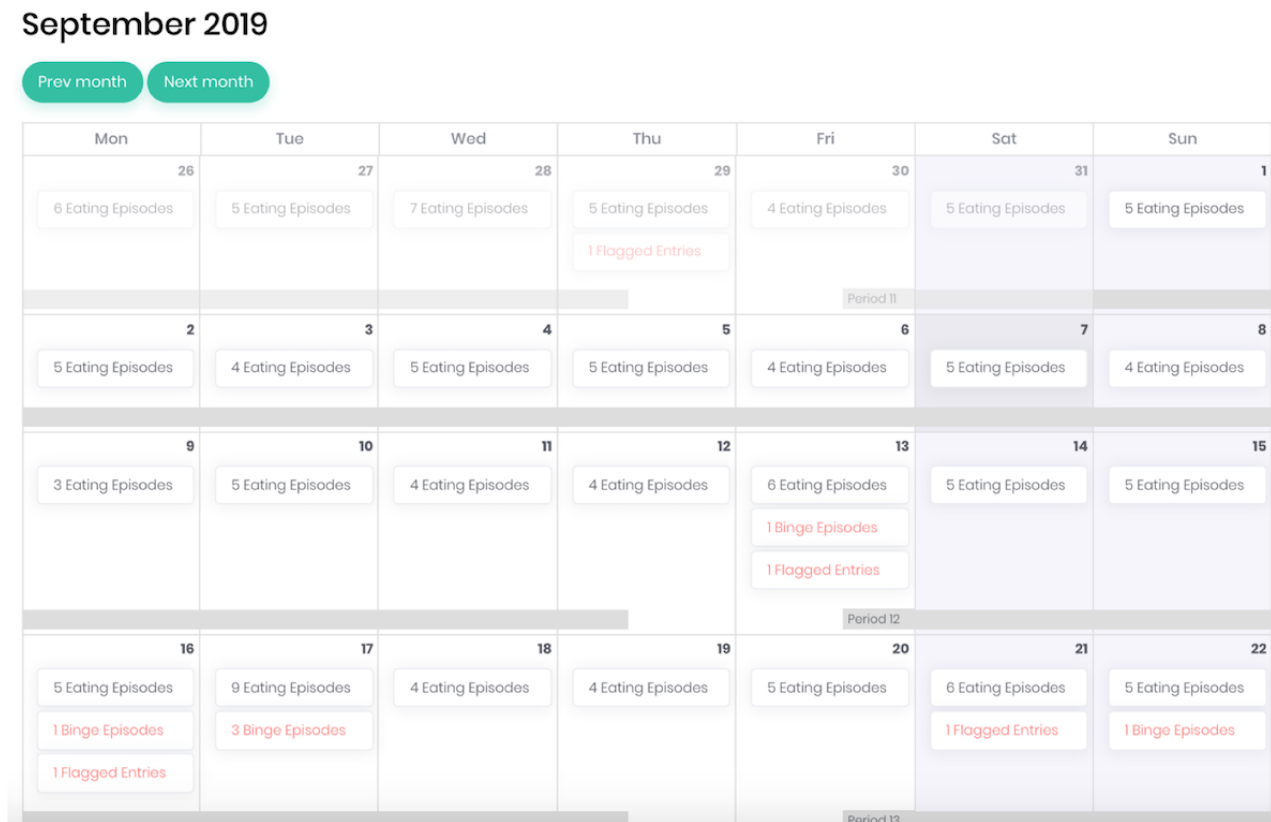 September 2019
Prev month Next month
Mon Tue Wed Thu Fri Sat Sun
26 27 28 29 30 31 1
6 Eating Episodes 5 Eating Episodes 7 Eating Episodes 5 Eating Episodes 4 Eating Episodes 5 Eating Episodes 5 Eating Episodes
1 Flagged Entries
Period 11
2 3 4 5 6 7 8
5 Eating Episodes 4 Eating Episodes 5 Eating Episodes 5 Eating Episodes 4 Eating Episodes 5 Eating Episodes 4 Eating Episodes
9 10 11 12 13 14 15
3 Eating Episodes 5 Eating Episodes 4 Eating Episodes 4 Eating Episodes 6 Eating Episodes 5 Eating Episodes 5 Eating Episodes
1 Binge Episodes
1 Flagged Entries
Period 12
16 17 18 19 20 21 22
5 Eating Episodes 9 Eating Episodes 4 Eating Episodes 4 Eating Episodes 5 Eating Episodes 6 Eating Episodes 5 Eating Episodes
1 Binge Episodes 3 Binge Episodes 1 Flagged Entries 1 Binge Episodes
1 Flagged Entries
Period 13